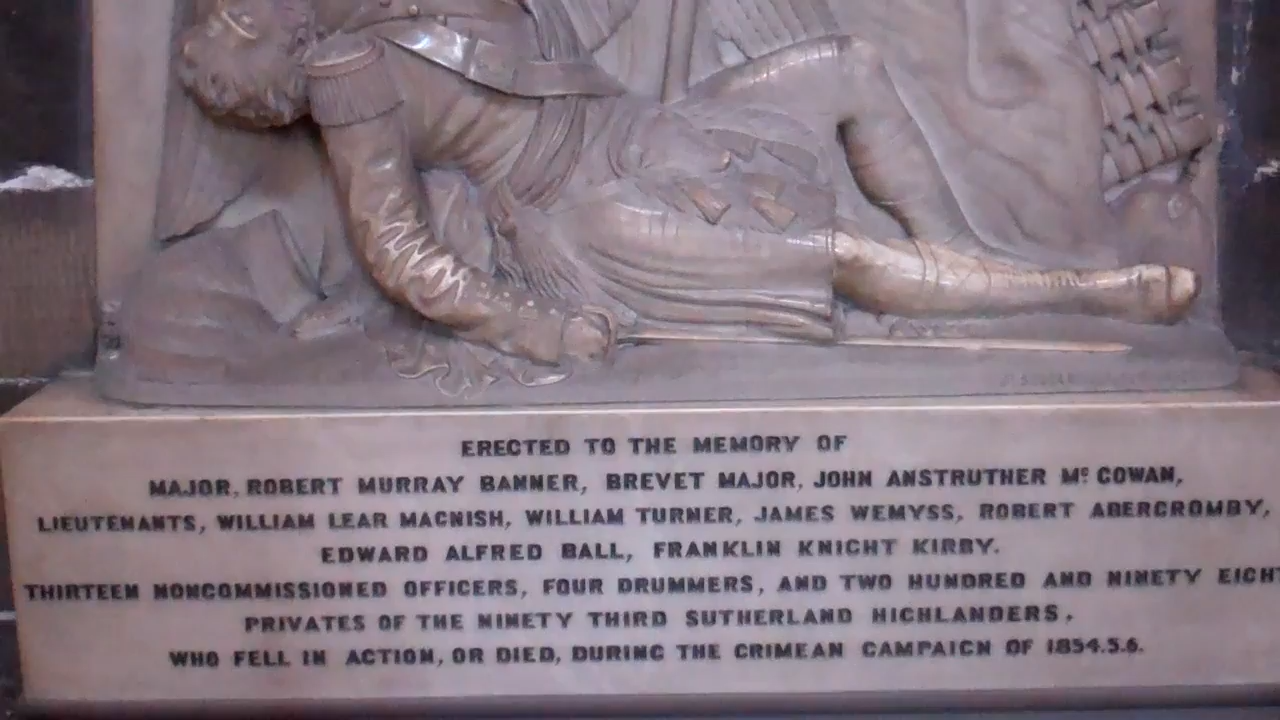 ERECTED TO THE MEMORY OF
MAJOR, ROBERT MURRAY BANNER, BREVET MAJOR, JOHN ANSTRUTHER Mc COWAN,
LIEUTENANTS, WILLIAM LEAR MACNISH, WILLIAM TURNER, JAMES WEMYSS, ROBERT ABERCROMBY,
EDWARD ALFRED BALL, FRANKLIN KNIGHT KIRBY.
THIRTEEN NONCOMMISSIONED OFFICERS, FOUR DRUMMERS, AND TWO HUNDRED AND NINETY EIGHT
PRIVATES OF THE NINETY THIRD SUTHERLAND HIGHLANDERS,
WHO FELL IN ACTION, OR DIED, DURING THE CRIMEAN CAMPAIGN OF 1854.5.6.